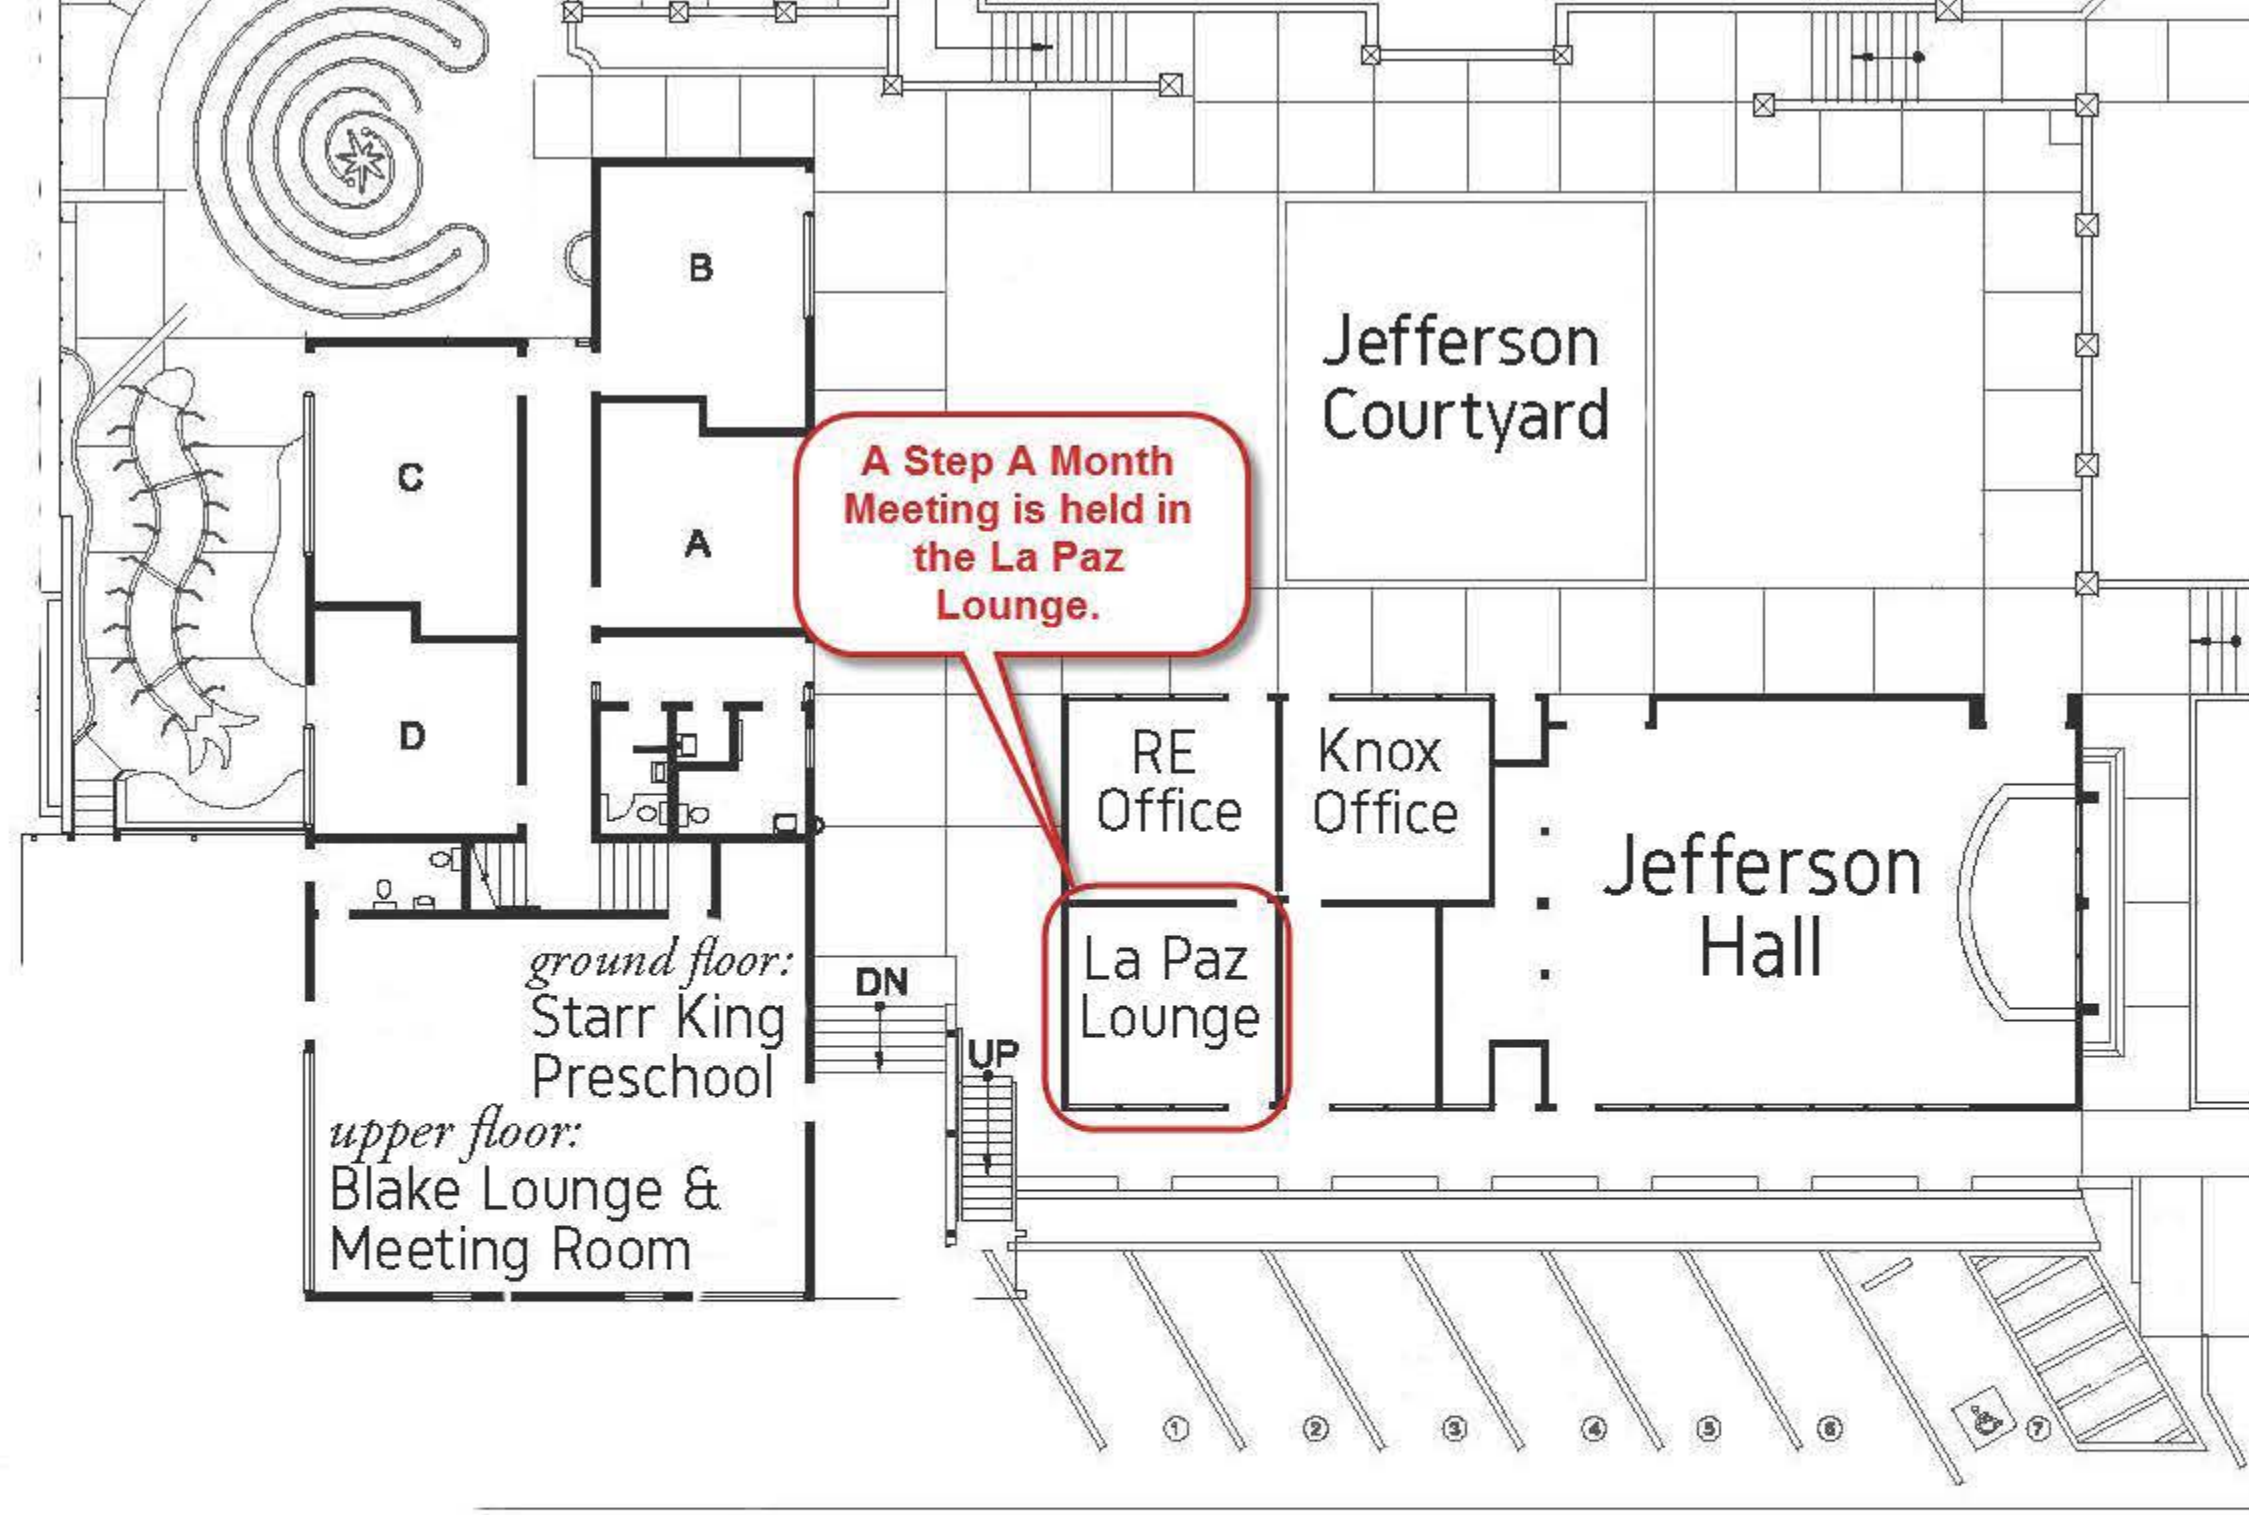 B
Jefferson
Courtyard
A Step A Month
Meeting is held in
the La Paz
Lounge.
C
A
D
RE
Office
Knox
Office
Jefferson
Hall
La Paz
Lounge
ground floor:
Starr King
Preschool
DN
UP
upper floor:
Blake Lounge &
Meeting Room
1
2
3
4
5
6
7